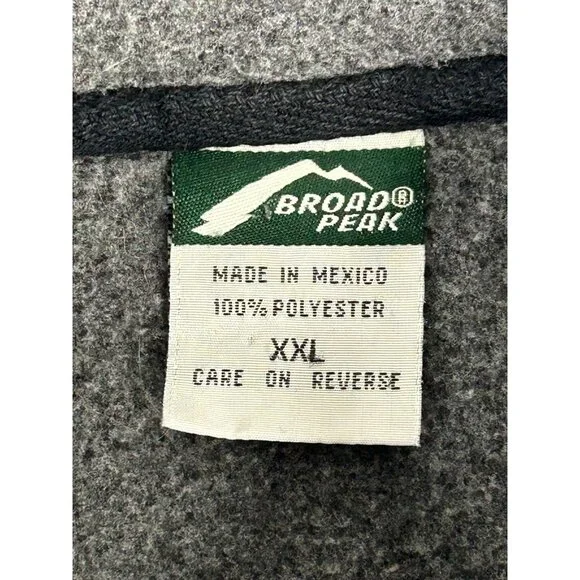 BROAD®
PEAK
MADE IN MEXICO
100% POLYESTER
XXL
CARE ON REVERSE